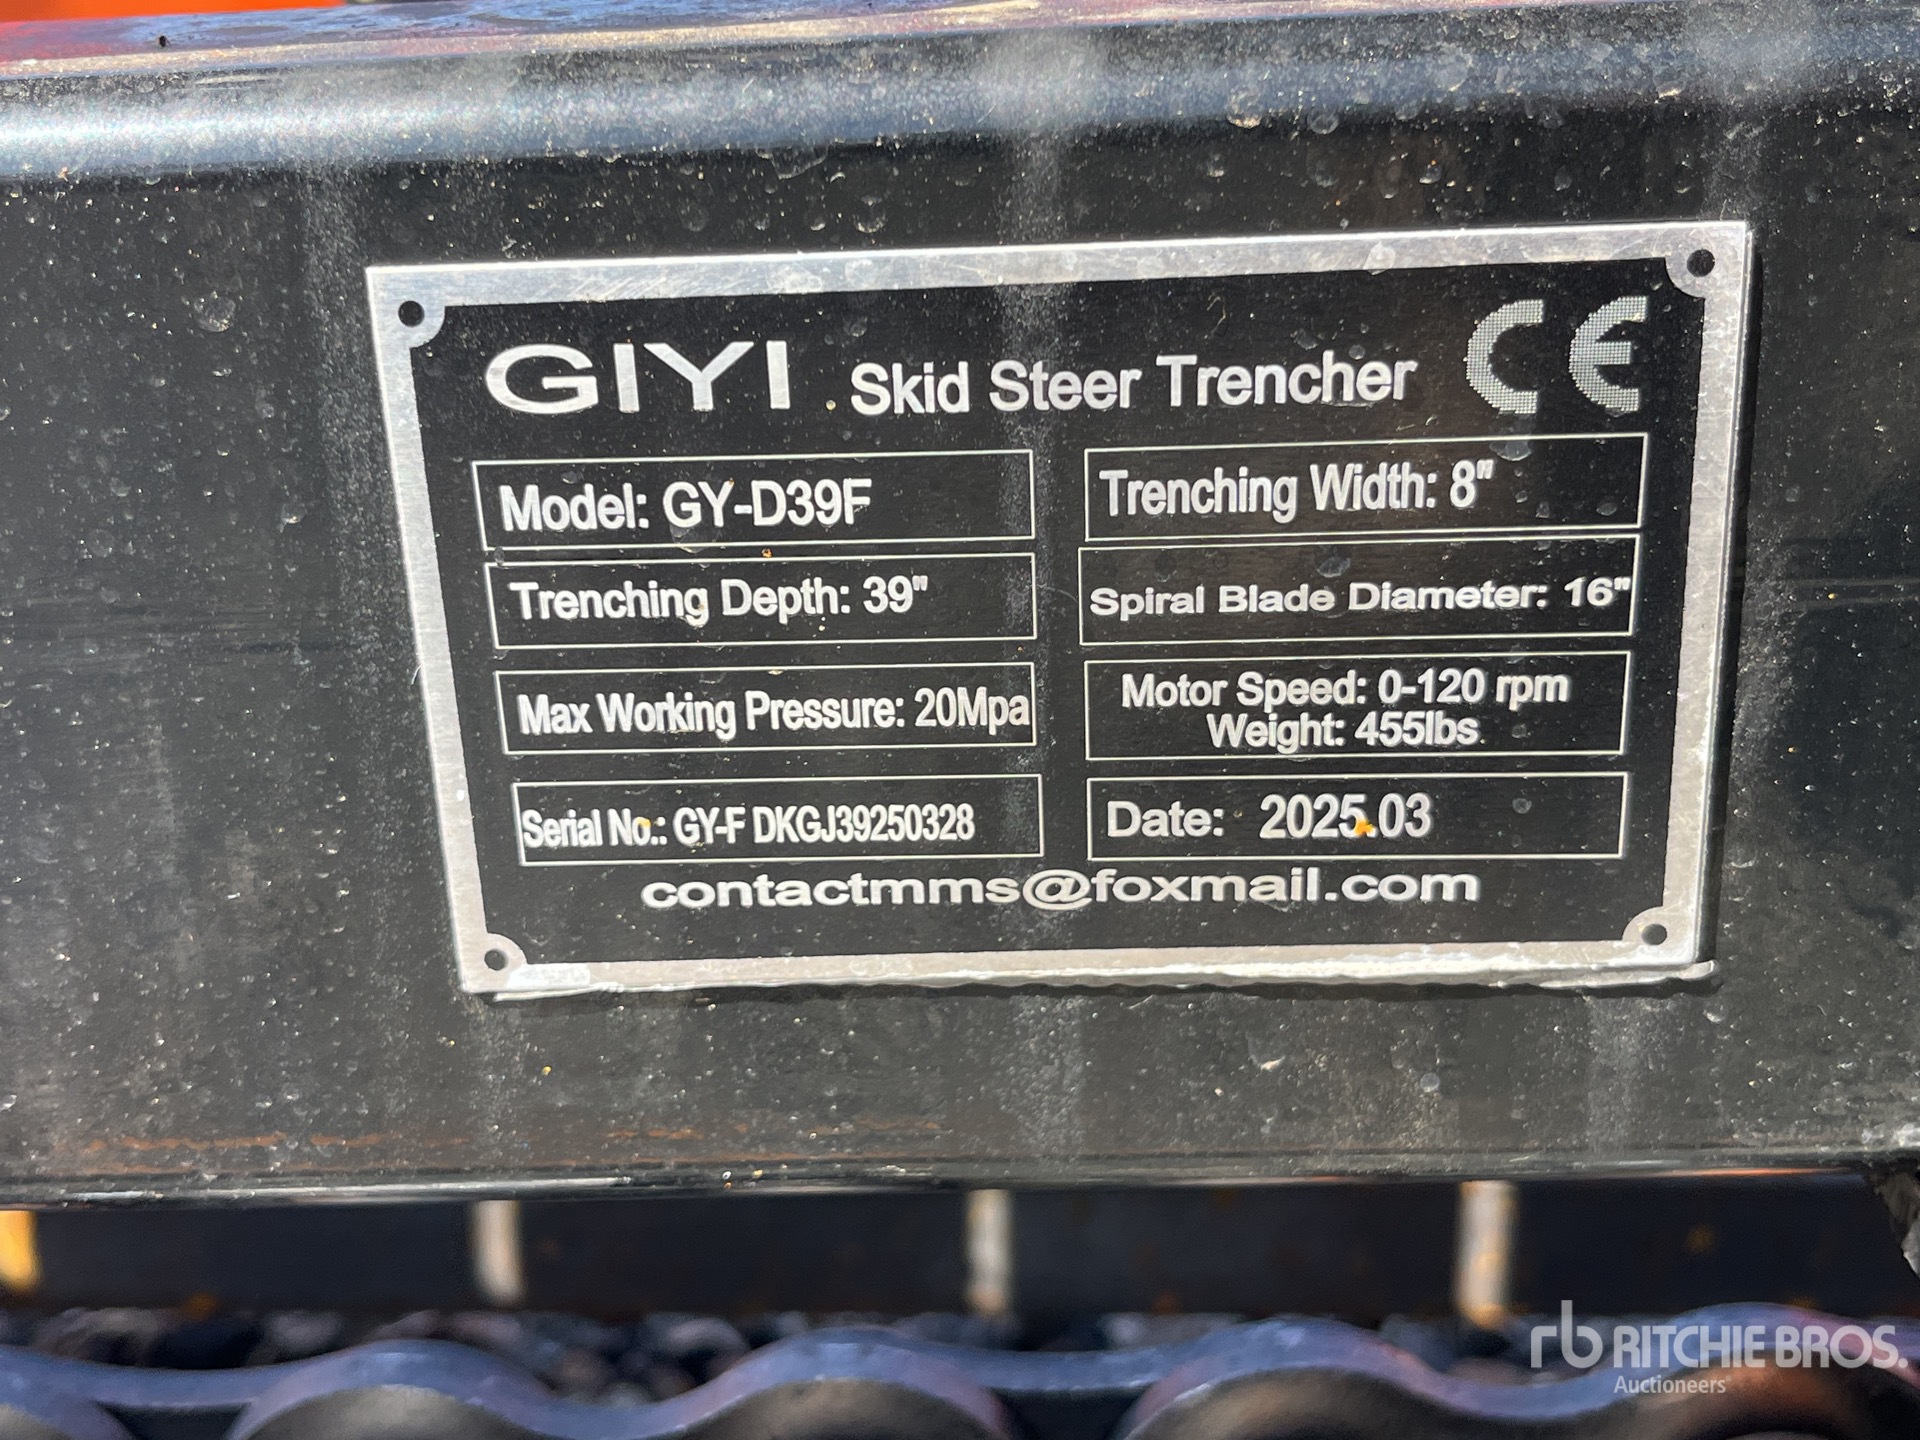 GIYI Skid Steer Trencher CE
Model: GY-D39F
Trenching Width: 8"
Trenching Depth: 39"
Spiral Blade Diameter: 16"
Max Working Pressure: 20Mpa
Motor Speed: 0-120 rpm
Weight: 455lbs
Serial No.: GY-F DKGJ39250328
Date: 2025.03
contactmms@foxmail.com
rb RITCHIE BROS.
Auctioneers